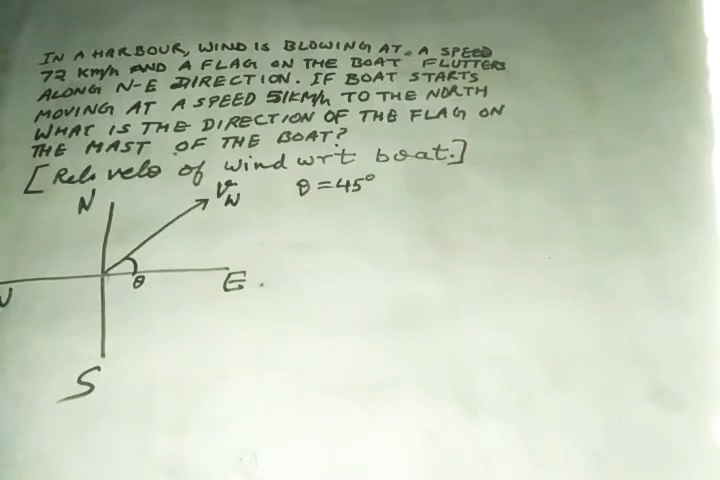 IN A HARBOUR, WIND IS BLOWING AT A SPEED
72 km/h AND A FLAG ON THE BOAT FLUTTERS
ALONG N-E DIRECTION. IF BOAT STARTS
MOVING AT A SPEED 51KM/h TO THE NORTH
WHAT IS THE DIRECTION OF THE FLAG ON
THE MAST OF THE BOAT?
[Rel. velo of wind wrt boat.]
N
θ = 45°
θ
E.
S